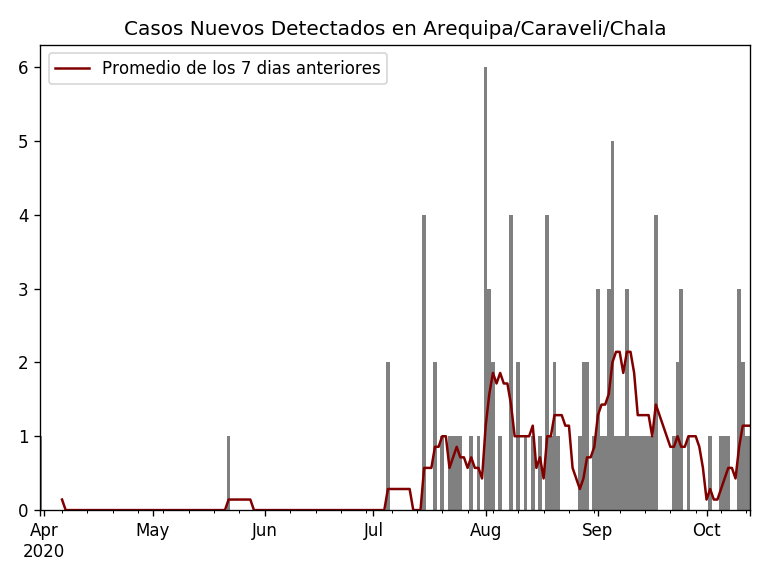 Casos Nuevos Detectados en Arequipa/Caraveli/Chala
Promedio de los 7 dias anteriores
6
5
4
3
2
1
0
Apr May Jun Jul Aug Sep Oct
2020